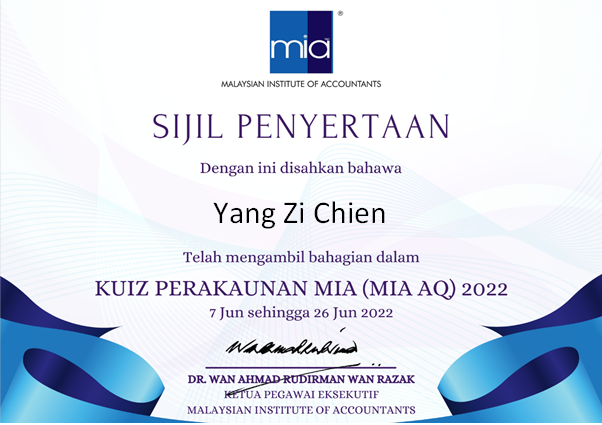 mia
MALAYSIAN INSTITUTE OF ACCOUNTANTS
SIJIL PENYERTAAN
Dengan ini disahkan bahawa
Yang Zi Chien
Telah mengambil bahagian dalam
KUIZ PERAKAUNAN MIA (MIA AQ) 2022
7 Jun sehingga 26 Jun 2022
DR. WAN AHMAD RUDIRMAN WAN RAZAK
KETUA PEGAWAI EKSEKUTIF
MALAYSIAN INSTITUTE OF ACCOUNTANTS